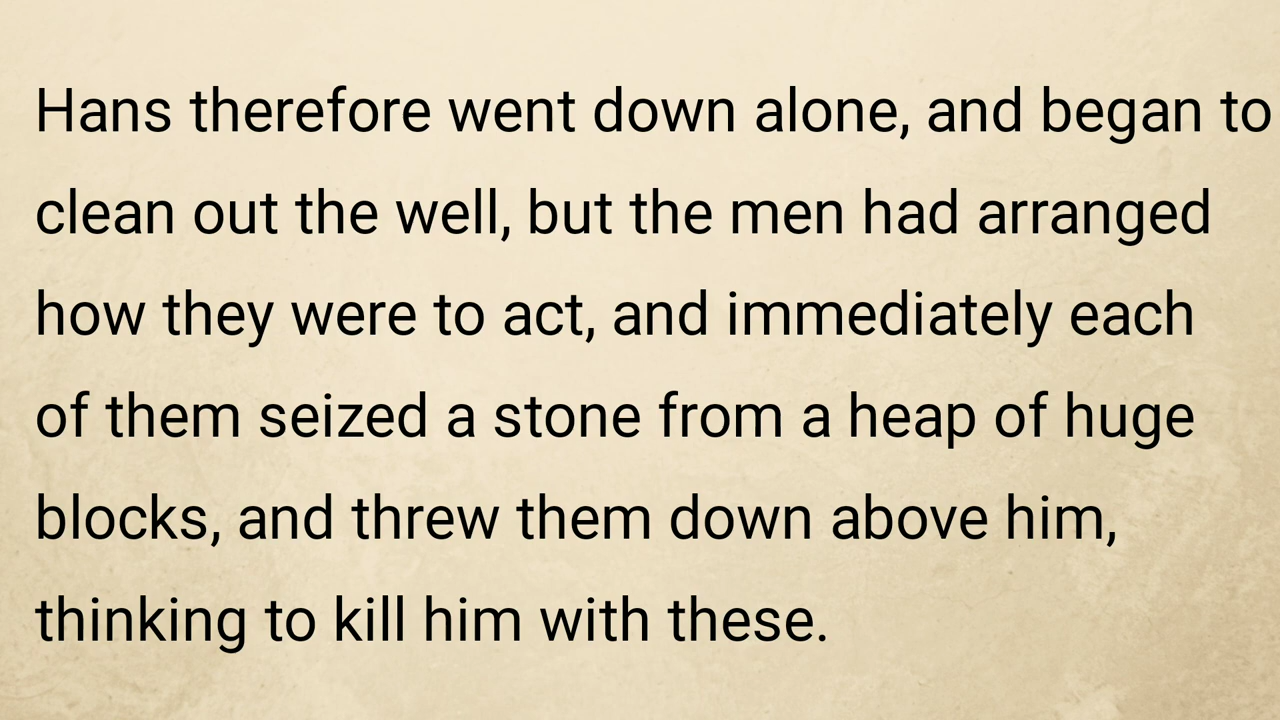 Hans therefore went down alone, and began to
clean out the well, but the men had arranged
how they were to act, and immediately each
of them seized a stone from a heap of huge
blocks, and threw them down above him,
thinking to kill him with these.